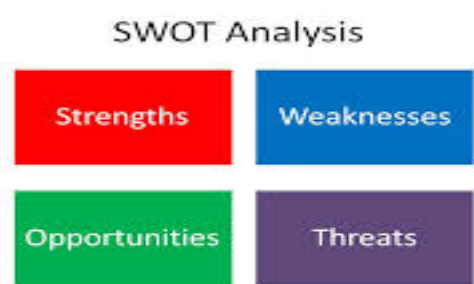 SWOT Analysis
Strengths
Weaknesses
Opportunities
Threats